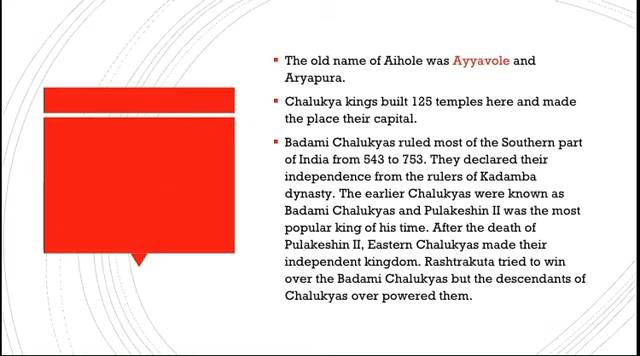 The old name of Aihole was Ayyavole and
Aryapura.
Chalukya kings built 125 temples here and made
the place their capital.
Badami Chalukyas ruled most of the Southern part
of India from 543 to 753. They declared their
independence from the rulers of Kadamba
dynasty. The earlier Chalukyas were known as
Badami Chalukyas and Pulakeshin II was the most
popular king of his time. After the death of
Pulakeshin II, Eastern Chalukyas made their
independent kingdom. Rashtrakuta tried to win
over the Badami Chalukyas but the descendants of
Chalukyas over powered them.